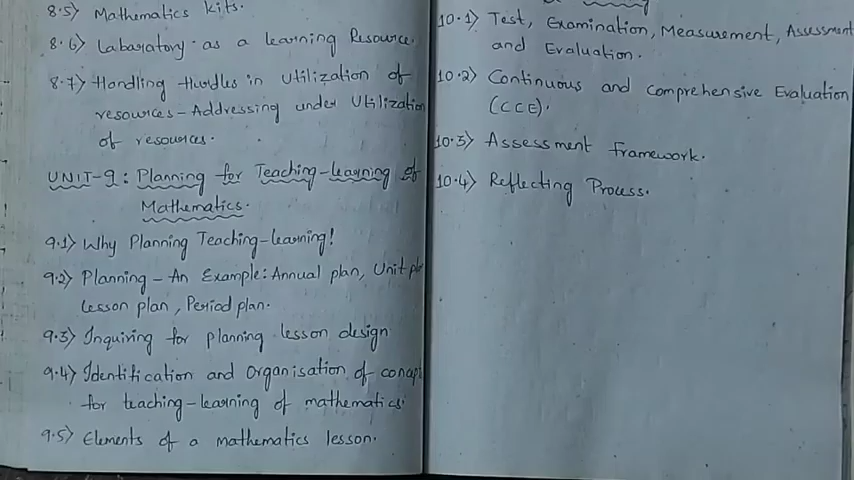 8.5) Mathematics kits.
8.6) Labariatory as a learning Resource.
8.7) Handling Hurdles in Utilization of
resources - Addressing under Utilization
of resources.
UNIT-9: Planning for Teaching-learning of
Mathematics.
9.1) Why Planning Teaching-learning!
9.2) Planning - An Example: Annual plan, Unit
lesson plan, Period plan.
9.3) Inquiring for planning lesson design
9.4) Identification and Organisation of
for teaching-learning of mathematics.
9.5) Elements of a mathematics lesson.
10.1) Test, Examination, Measurement, Assessment
and Evaluation.
10.2) Continuous and Comprehensive Evaluation
(CCE).
10.3) Assessment framework.
10.4) Reflecting Process.